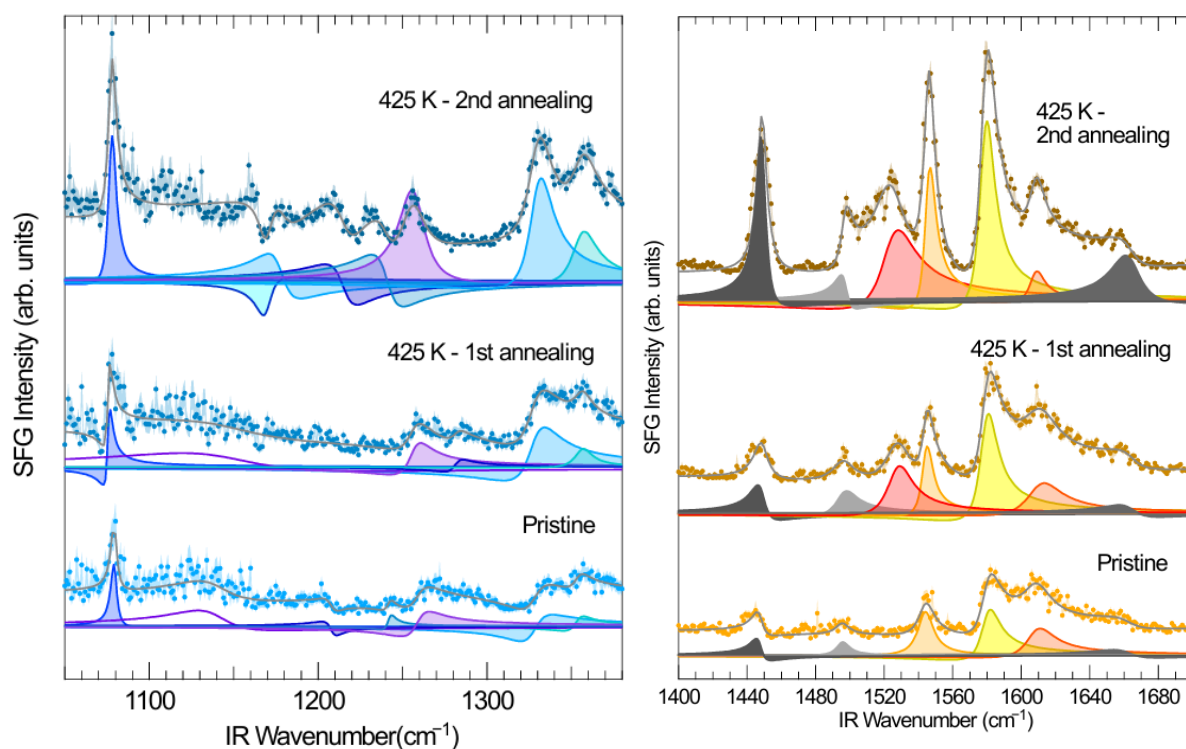 SFG Intensity (arb. units)
425 K - 2nd annealing
425 K - 1st annealing
Pristine
1100 1200 1300
IR Wavenumber(cm⁻¹)
SFG Intensity (arb. units)
425 K -
2nd annealing
425 K - 1st annealing
Pristine
1400 1440 1480 1520 1560 1600 1640 1680
IR Wavenumber (cm⁻¹)